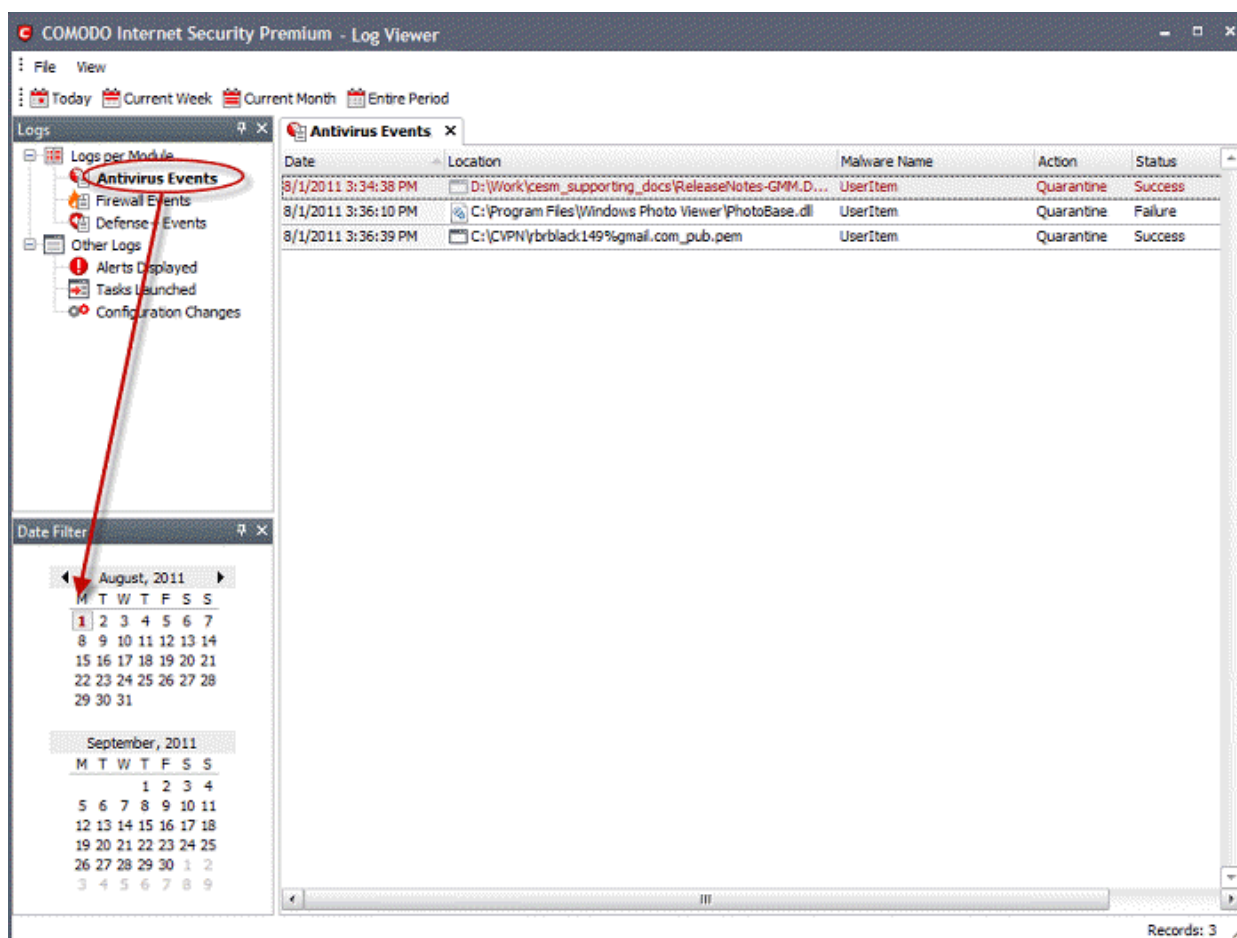 COMODO Internet Security Premium - Log Viewer
File View
Today Current Week Current Month Entire Period
Logs
Logs per Module
Antivirus Events
Firewall Events
Defense+ Events
Other Logs
Alerts Displayed
Tasks Launched
Configuration Changes
Antivirus Events
Date Location Malware Name Action Status
8/1/2011 3:34:38 PM D:\Work\cesm_supporting_docs\ReleaseNotes-GMM.D... UserItem Quarantine Success
8/1/2011 3:36:10 PM C:\Program Files\Windows Photo Viewer\PhotoBase.dll UserItem Quarantine Failure
8/1/2011 3:36:39 PM C:\CVPN\rbrblack149%gmail.com_pub.pem UserItem Quarantine Success
Date Filter
August, 2011
M T W T F S S
1 2 3 4 5 6 7
8 9 10 11 12 13 14
15 16 17 18 19 20 21
22 23 24 25 26 27 28
29 30 31
September, 2011
M T W T F S S
1 2 3 4
5 6 7 8 9 10 11
12 13 14 15 16 17 18
19 20 21 22 23 24 25
26 27 28 29 30 1 2
3 4 5 6 7 8 9
Records: 3